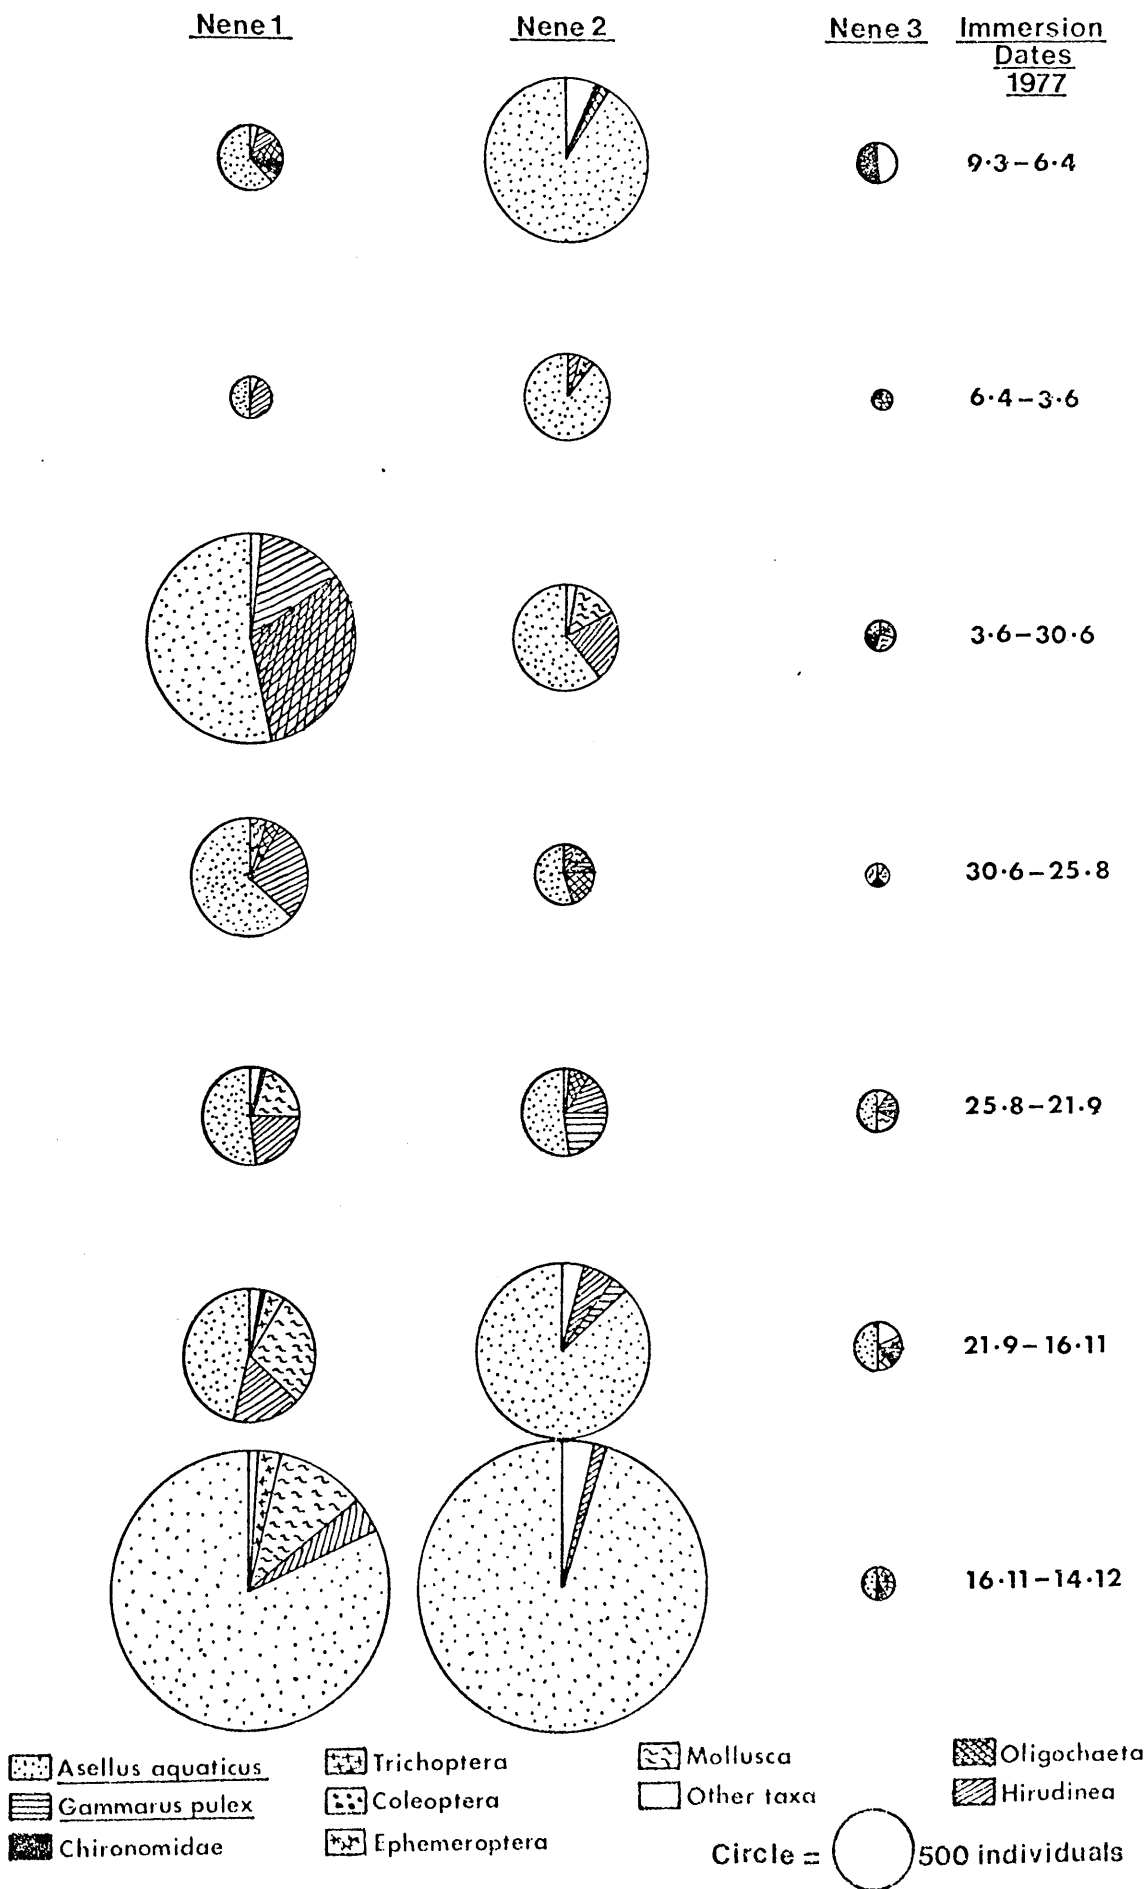 Nene 1 Nene 2 Nene 3 Immersion
Dates
1977
9·3–6·4
6·4–3·6
3·6–30·6
30·6–25·8
25·8–21·9
21·9–16·11
16·11–14·12
Asellus aquaticus Trichoptera Mollusca Oligochaeta
Gammarus pulex Coleoptera Other taxa Hirudinea
Chironomidae Ephemeroptera Circle = 500 individuals